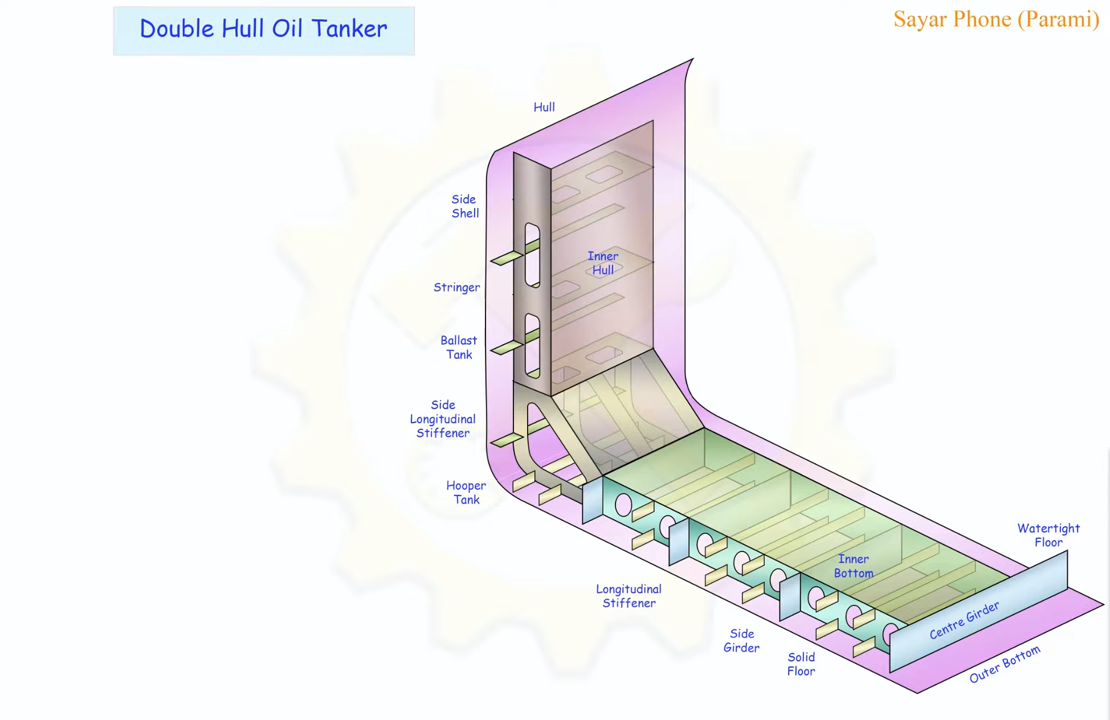 Double Hull Oil Tanker
Sayar Phone (Parami)
Hull
Side
Shell
Inner
Hull
Stringer
Ballast
Tank
Side
Longitudinal
Stiffener
Hooper
Tank
Watertight
Floor
Inner
Bottom
Longitudinal
Stiffener
Centre Girder
Side
Girder
Solid
Floor
Outer Bottom